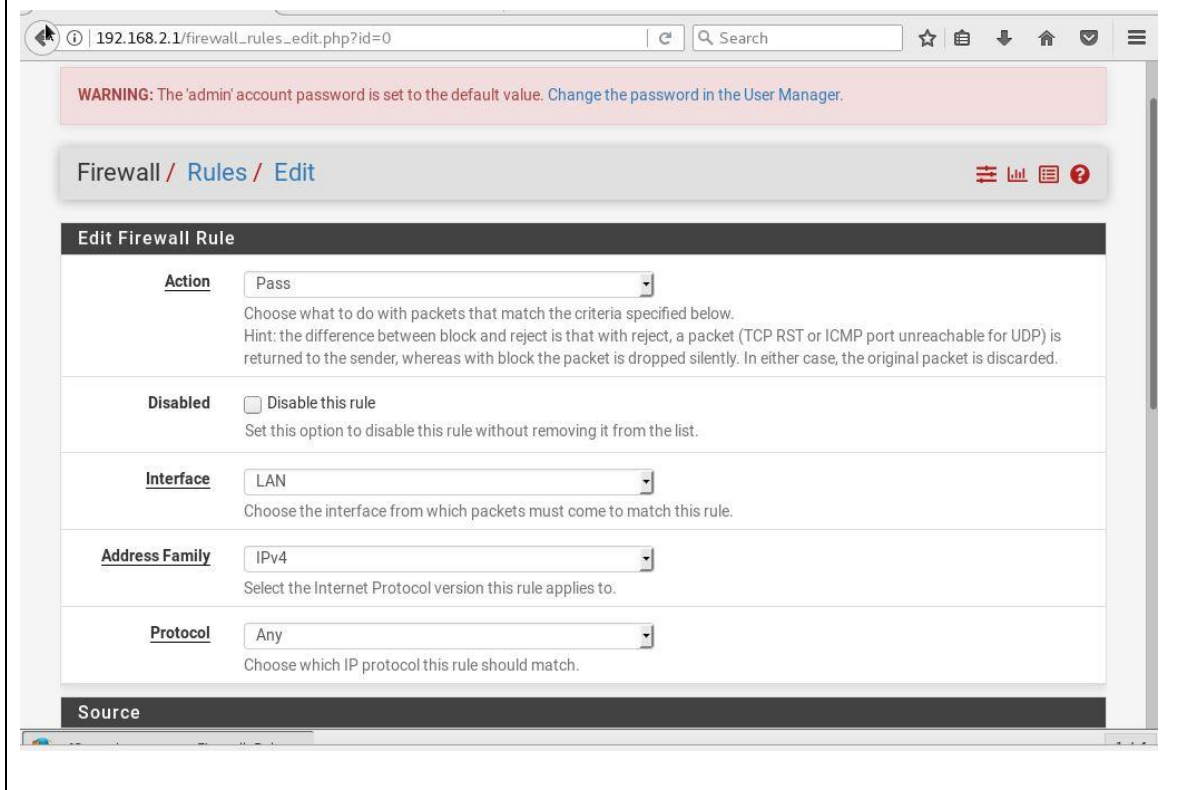 192.168.2.1/firewall_rules_edit.php?id=0
Search
WARNING: The 'admin' account password is set to the default value. Change the password in the User Manager.
Firewall / Rules / Edit
Edit Firewall Rule
Action
Pass
Choose what to do with packets that match the criteria specified below.
Hint: the difference between block and reject is that with reject, a packet (TCP RST or ICMP port unreachable for UDP) is
returned to the sender, whereas with block the packet is dropped silently. In either case, the original packet is discarded.
Disabled
Disable this rule
Set this option to disable this rule without removing it from the list.
Interface
LAN
Choose the interface from which packets must come to match this rule.
Address Family
IPv4
Select the Internet Protocol version this rule applies to.
Protocol
Any
Choose which IP protocol this rule should match.
Source